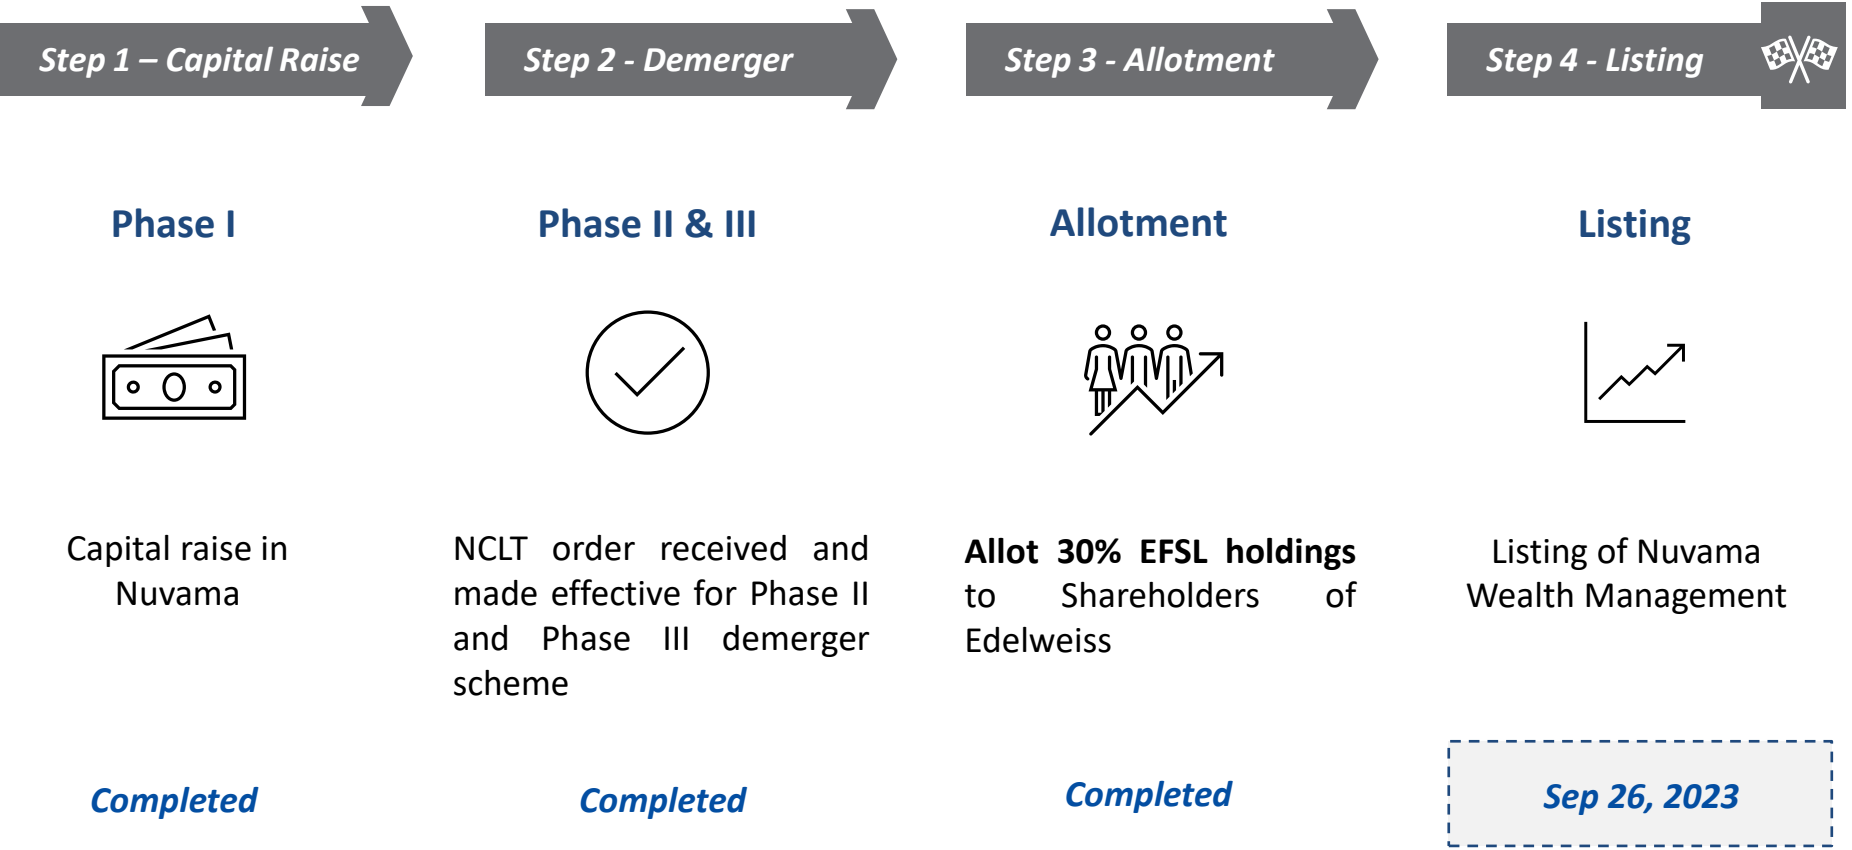 Step 1 – Capital Raise
Step 2 - Demerger
Step 3 - Allotment
Step 4 - Listing
Phase I
Phase II & III
Allotment
Listing
Capital raise in
Nuvama
NCLT order received and
made effective for Phase II
and Phase III demerger
scheme
Allot 30% EFSL holdings
to Shareholders of
Edelweiss
Listing of Nuvama
Wealth Management
Completed
Completed
Completed
Sep 26, 2023